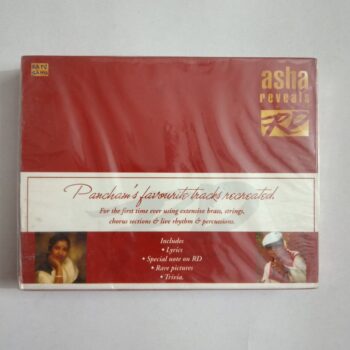 asha
reveals
RD
Pancham's favourite tracks recreated.
For the first time ever using extensive brass, strings,
chorus sections & live rhythm & percussions.
Includes
• Lyrics
• Special note on RD
• Rare pictures
• Trivia.